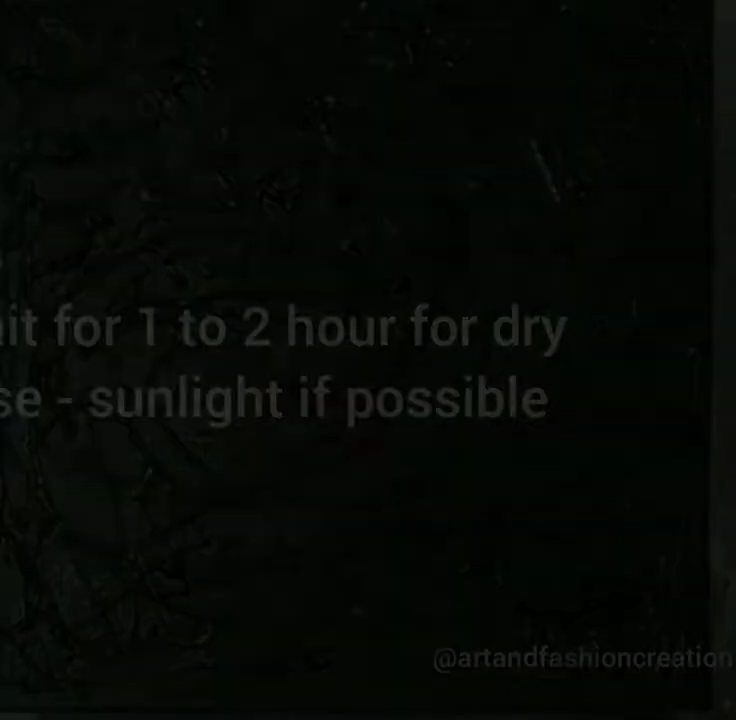 it for 1 to 2 hour for dry
se - sunlight if possible
@artandfashioncreation